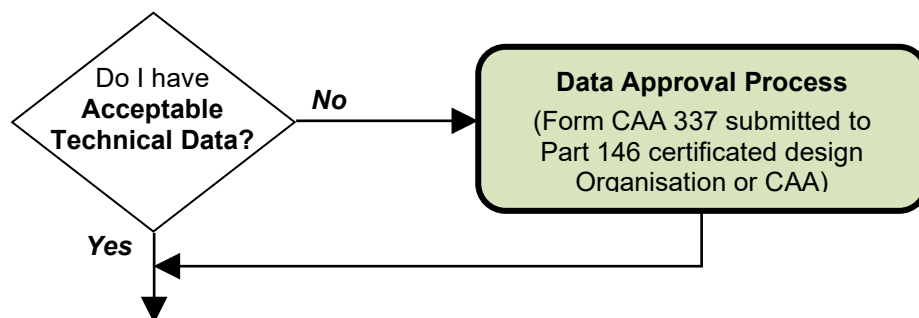 Do I have
Acceptable
Technical Data?
No
Data Approval Process
(Form CAA 337 submitted to
Part 146 certificated design
Organisation or CAA)
Yes